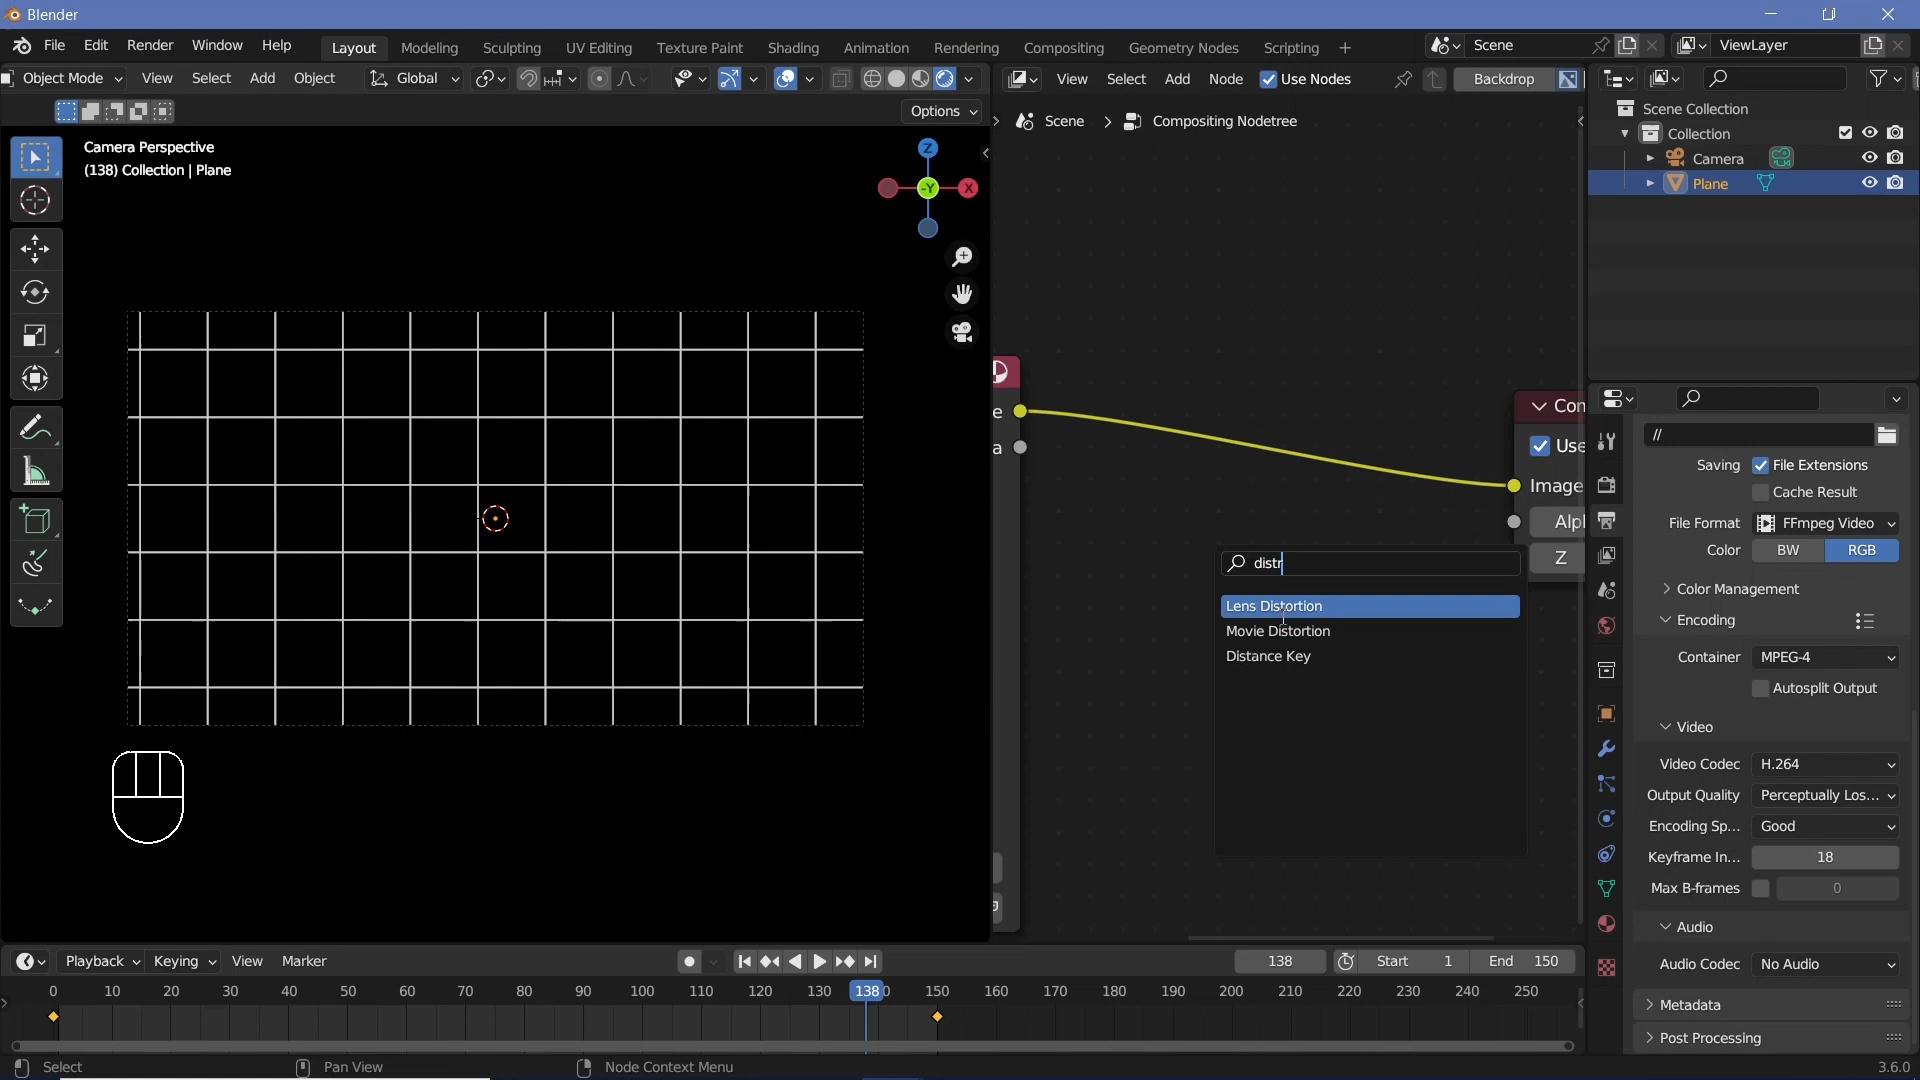 Blender
File Edit Render Window Help
Layout Modeling Sculpting UV Editing Texture Paint Shading Animation Rendering Compositing Geometry Nodes Scripting +
Scene
ViewLayer
Object Mode View Select Add Object Global
View Select Add Node Use Nodes Backdrop
Options
Camera Perspective
(138) Collection | Plane
Z
-Y
X
Scene > Compositing Nodetree
Scene Collection
Collection
Camera
Plane
e
a
Con
Use
Image
Alp
Z
distr
Lens Distortion
Movie Distortion
Distance Key
//
Saving File Extensions
Cache Result
File Format FFmpeg Video
Color BW RGB
Color Management
Encoding
Container MPEG-4
Autosplit Output
Video
Video Codec H.264
Output Quality Perceptually Los...
Encoding Sp... Good
Keyframe In... 18
Max B-frames 0
Audio
Audio Codec No Audio
Metadata
Post Processing
Playback Keying View Marker
138 Start 1 End 150
0 10 20 30 40 50 60 70 80 90 100 110 120 130 138 0 150 160 170 180 190 200 210 220 230 240 250
Select Pan View Node Context Menu 3.6.0